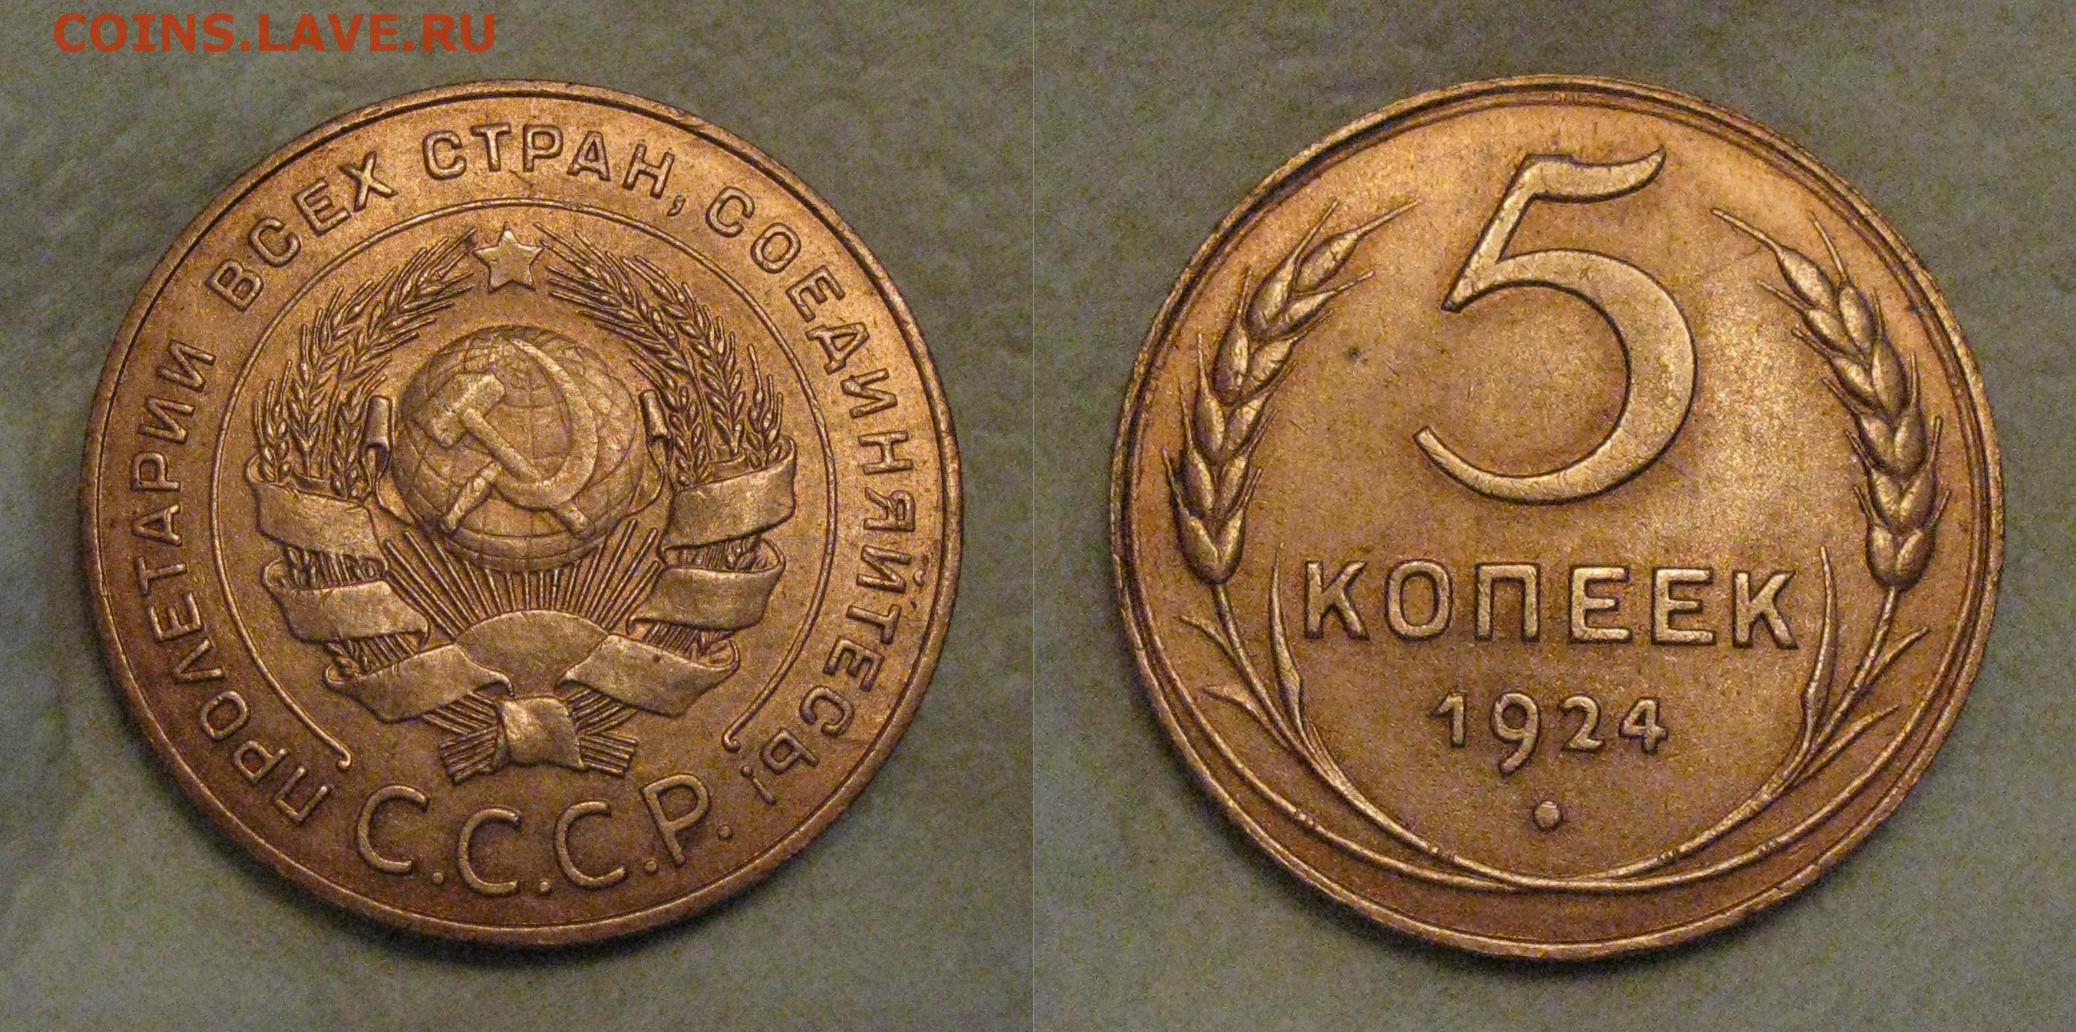 COINS.LAVE.RU
ПРОЛЕТАРИИ ВСЕХ СТРАН, СОЕДИНЯЙТЕСЬ!
С.С.С.Р.
5
КОПЕЕК
1924